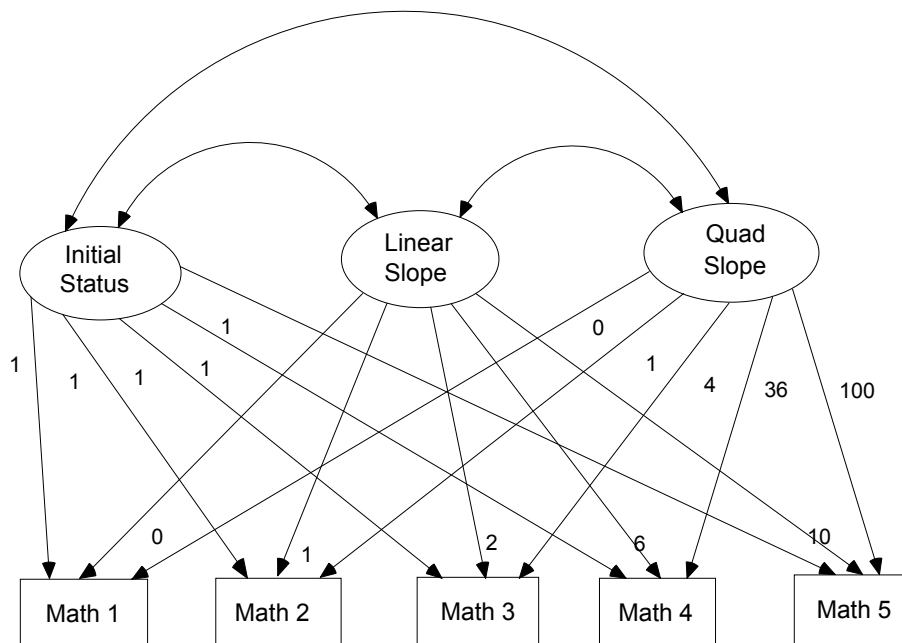 Initial
Status
Linear
Slope
Quad
Slope
1
1
1
1
1
0
1
4
36
100
0
1
2
6
10
Math 1
Math 2
Math 3
Math 4
Math 5